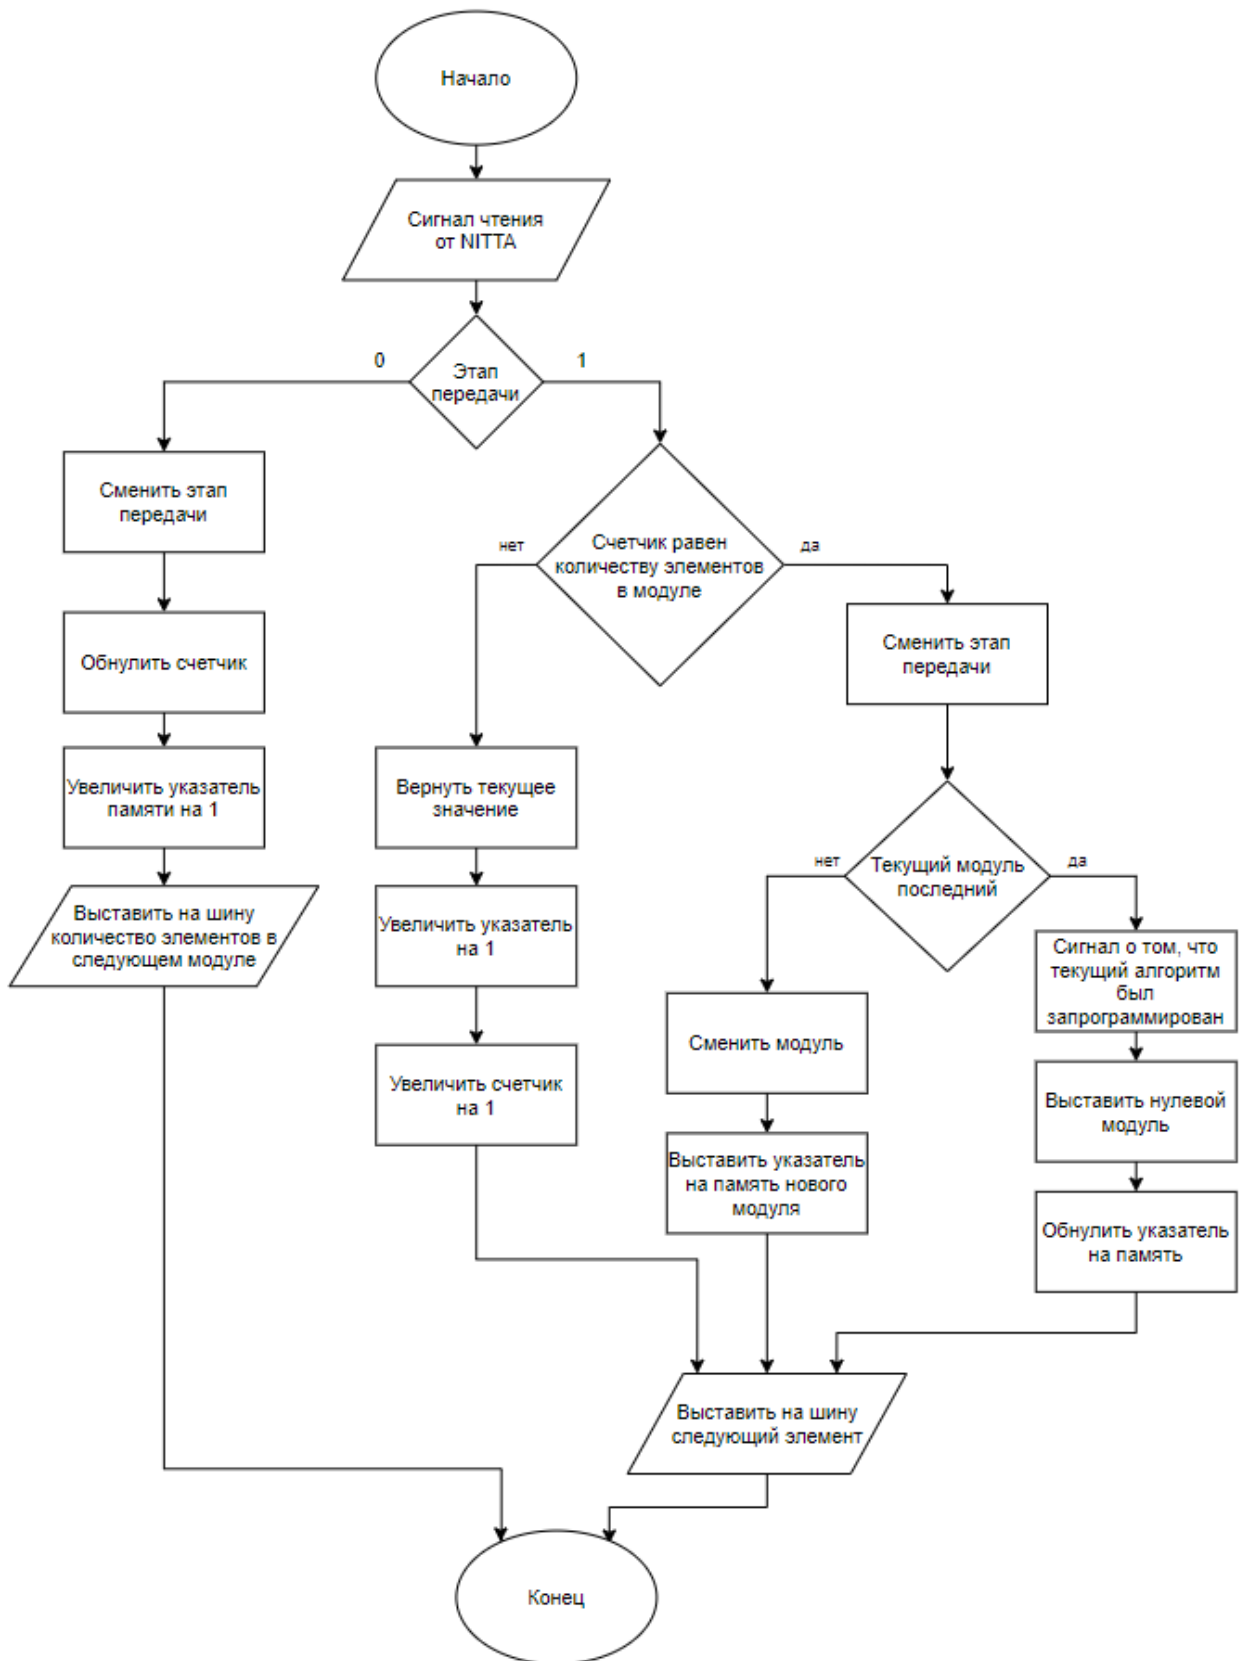 Начало
Сигнал чтения
от NITTA
0
1
Этап
передачи
Сменить этап
передачи
нет
Счетчик равен
количеству элементов
в модуле
да
Обнулить счетчик
Сменить этап
передачи
Увеличить указатель
памяти на 1
Вернуть текущее
значение
нет
Текущий модуль
последний
да
Выставить на шину
количество элементов в
следующем модуле
Увеличить указатель
на 1
Сигнал о том, что
текущий алгоритм
был
запрограммирован
Сменить модуль
Увеличить счетчик
на 1
Выставить нулевой
модуль
Выставить указатель
на память нового
модуля
Обнулить указатель
на память
Выставить на шину
следующий элемент
Конец